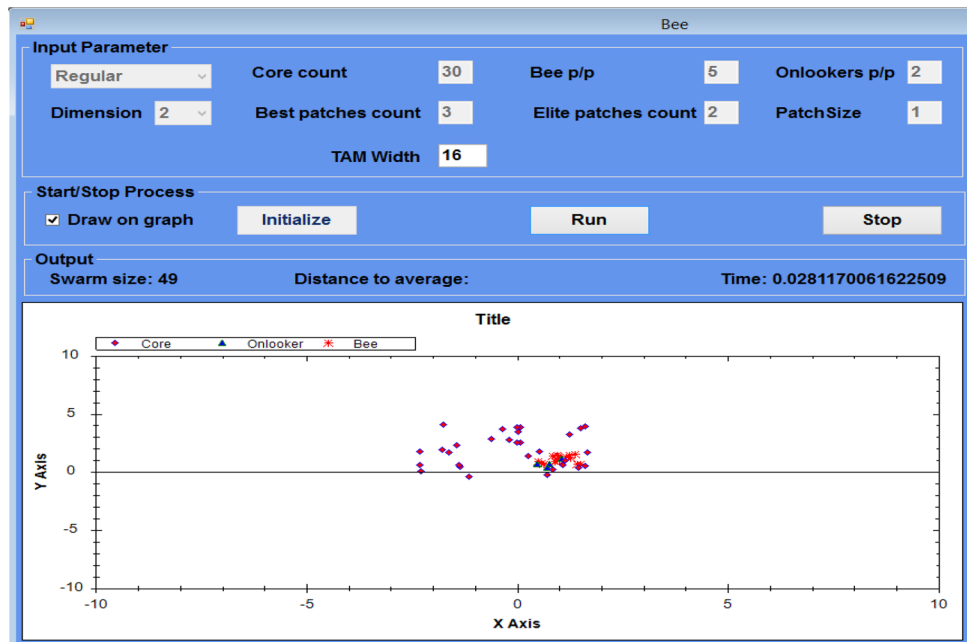 Bee
Input Parameter
Regular
Core count 30 Bee p/p 5 Onlookers p/p 2
Dimension 2 Best patches count 3 Elite patches count 2 PatchSize 1
TAM Width 16
Start/Stop Process
Draw on graph Initialize Run Stop
Output
Swarm size: 49 Distance to average: Time: 0.0281170061622509
Title
Core Onlooker Bee
10
5
0
-5
-10
Y Axis
-10 -5 0 5 10
X Axis